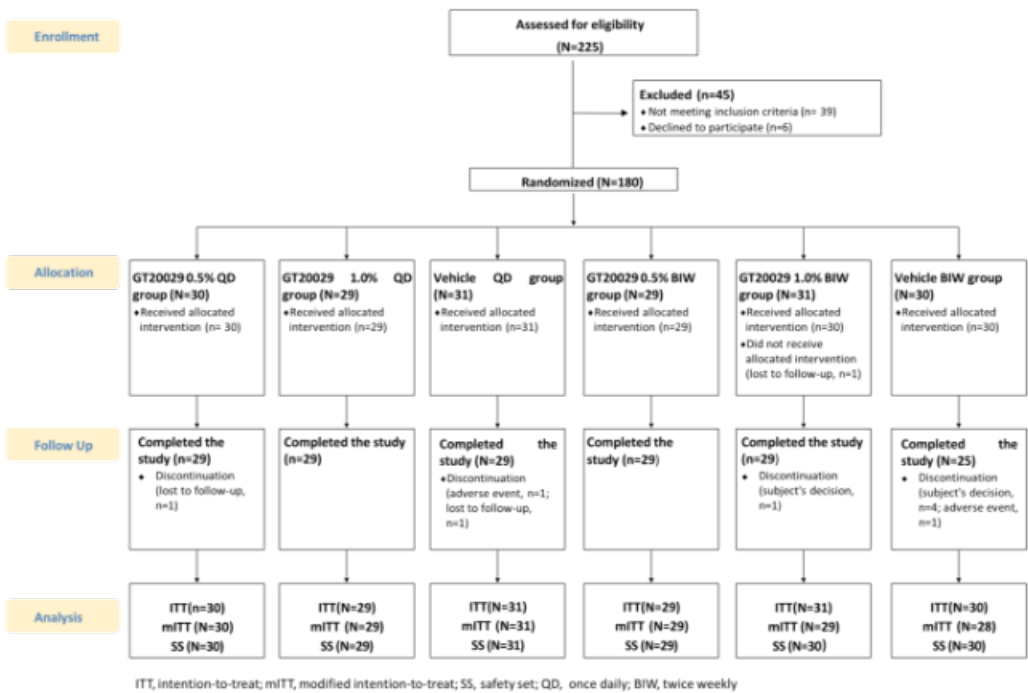 Enrollment
Assessed for eligibility
(N=225)
Excluded (n=45)
♦Not meeting inclusion criteria (n= 39)
♦Declined to participate (n=6)
Randomized (N=180)
Allocation
GT20029 0.5% QD
group (N=30)
♦Received allocated
intervention (n= 30)
GT20029 1.0% QD
group (N=29)
♦Received allocated
intervention (n=29)
Vehicle QD group
(N=31)
♦Received allocated
intervention (n=31)
GT20029 0.5% BIW
group (N=29)
♦Received allocated
intervention (n=29)
GT20029 1.0% BIW
group (N=31)
♦Received allocated
intervention (n=30)
♦Did not receive
allocated intervention
(lost to follow-up, n=1)
Vehicle BIW group
(N=30)
♦Received allocated
intervention (n=30)
Follow Up
Completed the
study (n=29)
♦ Discontinuation
(lost to follow-up,
n=1)
Completed the study
(n=29)
Completed the
study (N=29)
♦Discontinuation
(adverse event, n=1;
lost to follow-up,
n=1)
Completed the
study (n=29)
Completed the study
(n=29)
♦ Discontinuation
(subject's decision,
n=1)
Completed the
study (N=25)
♦ Discontinuation
(subject's decision,
n=4; adverse event,
n=1)
Analysis
ITT(n=30)
mITT (N=30)
SS (N=30)
ITT(N=29)
mITT (N=29)
SS (N=29)
ITT(N=31)
mITT (N=31)
SS (N=31)
ITT(N=29)
mITT (N=29)
SS (N=29)
ITT(N=31)
mITT (N=29)
SS (N=30)
ITT(N=30)
mITT (N=28)
SS (N=30)
ITT, intention-to-treat; mITT, modified intention-to-treat; SS, safety set; QD, once daily; BIW, twice weekly